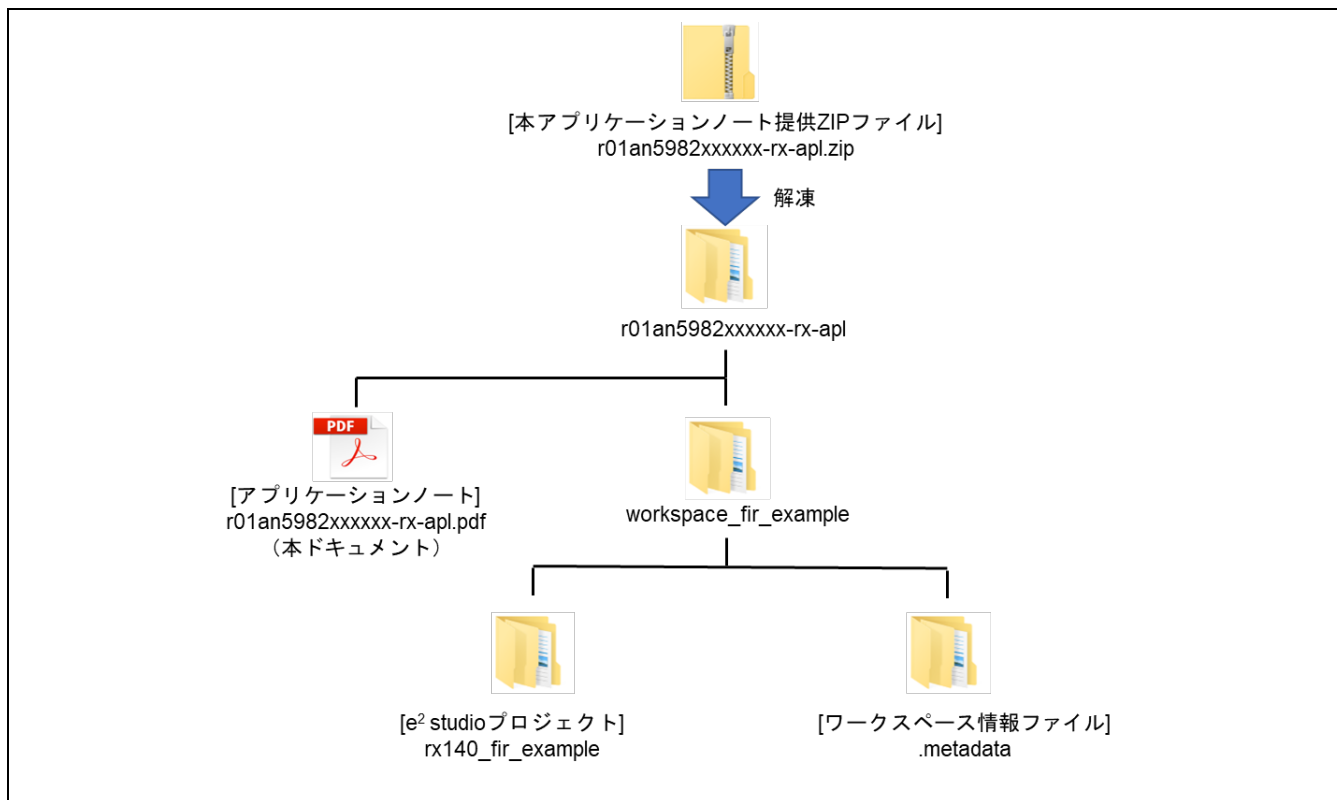 [本アプリケーションノート提供ZIPファイル]
r01an5982xxxxxx-rx-apl.zip
解凍
r01an5982xxxxxx-rx-apl
PDF
[アプリケーションノート]
r01an5982xxxxxx-rx-apl.pdf
（本ドキュメント）
workspace_fir_example
[e² studioプロジェクト]
rx140_fir_example
[ワークスペース情報ファイル]
.metadata